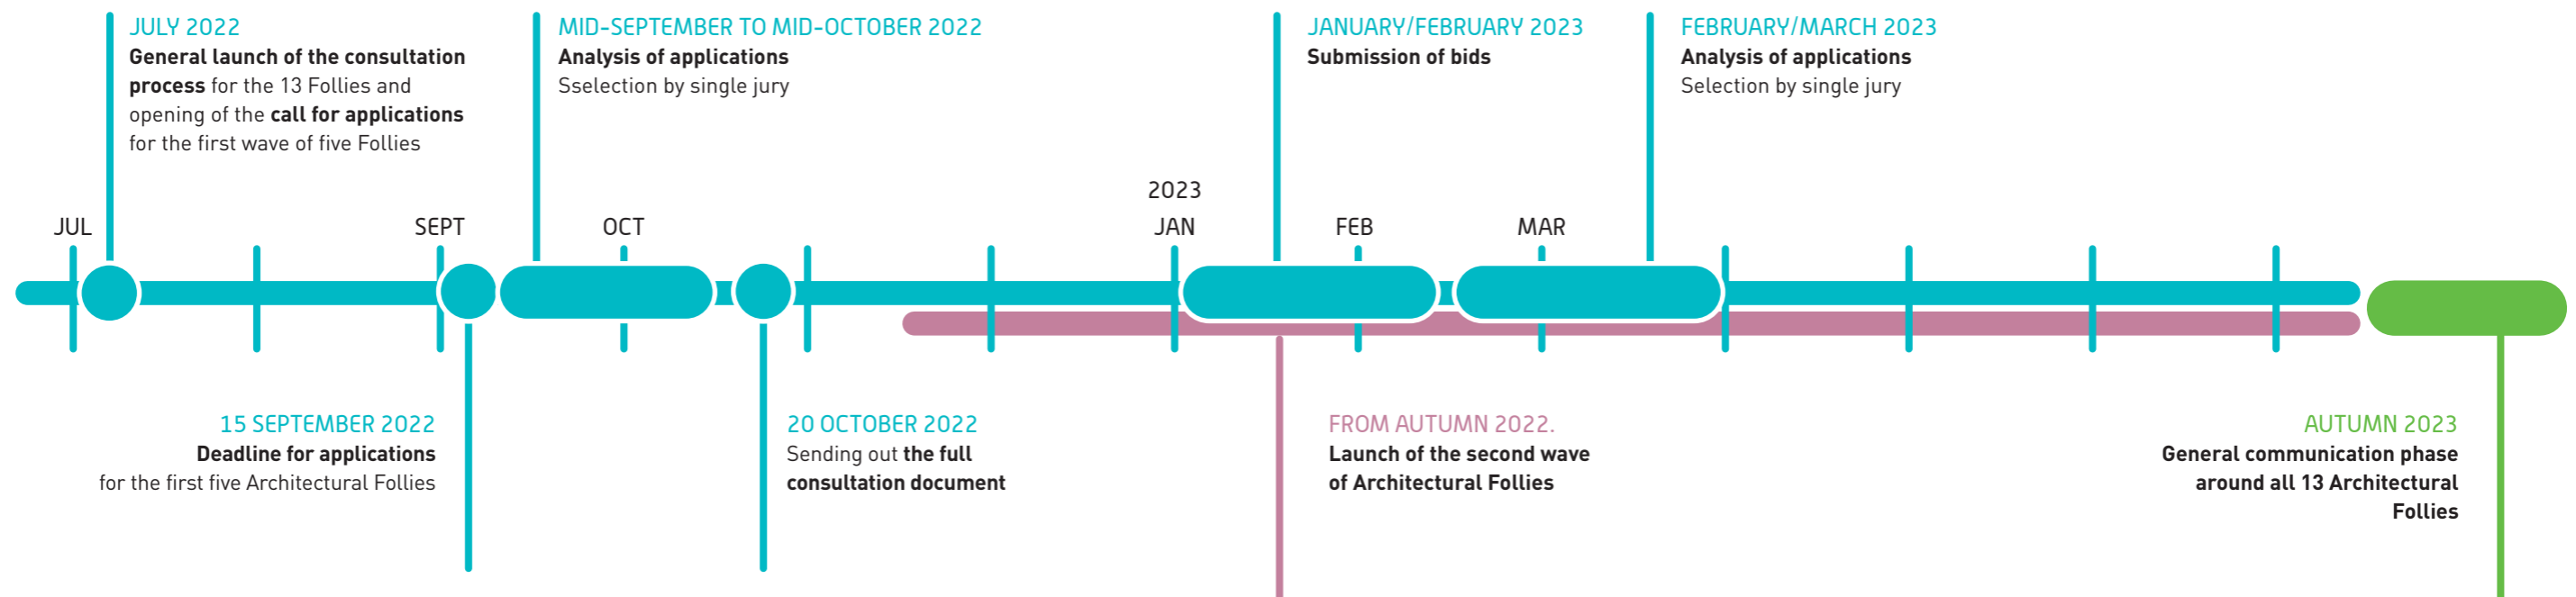 JULY 2022
General launch of the consultation
process for the 13 Follies and
opening of the call for applications
for the first wave of five Follies
MID-SEPTEMBER TO MID-OCTOBER 2022
Analysis of applications
Sselection by single jury
JANUARY/FEBRUARY 2023
Submission of bids
FEBRUARY/MARCH 2023
Analysis of applications
Selection by single jury
JUL
SEPT
OCT
2023
JAN
FEB
MAR
15 SEPTEMBER 2022
Deadline for applications
for the first five Architectural Follies
20 OCTOBER 2022
Sending out the full
consultation document
FROM AUTUMN 2022.
Launch of the second wave
of Architectural Follies
AUTUMN 2023
General communication phase
around all 13 Architectural
Follies